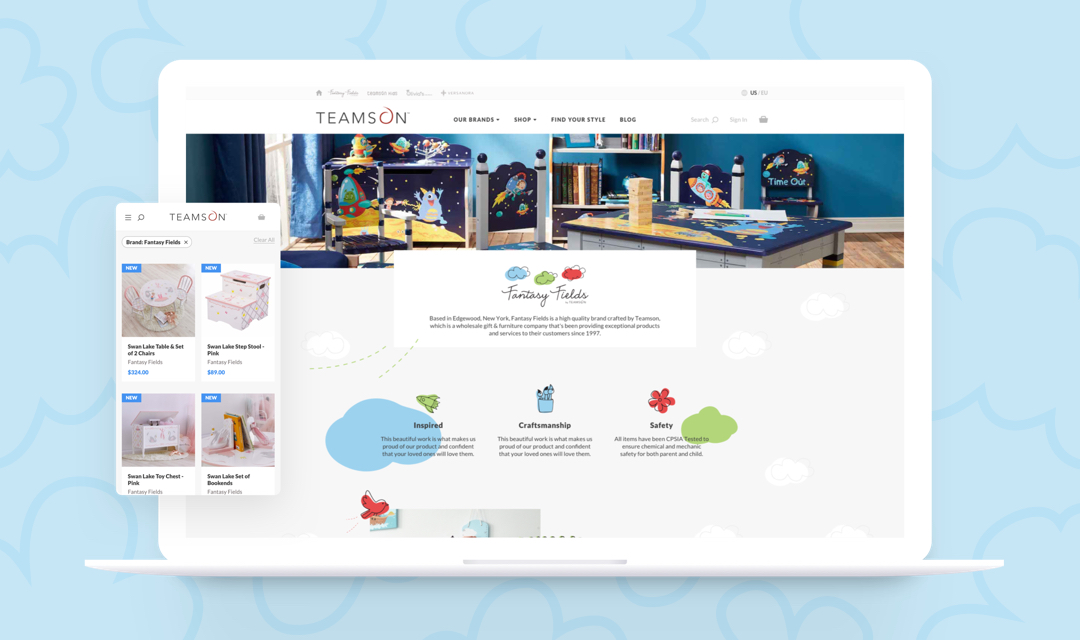 Fantasy Fields
US / EU
TEAMSON
OUR BRANDS
SHOP
FIND YOUR STYLE
BLOG
Search
Sign In
Time Out
Fantasy Fields
by TEAMSON
Based in Edgewood, New York, Fantasy Fields is a high quality brand crafted by Teamson,
which is a wholesale gift & furniture company that's been providing exceptional products
and services to their customers since 1997.
Inspired
This beautiful work is what makes us
proud of our product and confident
that your loved ones will love them.
Craftsmanship
This beautiful work is what makes us
proud of our product and confident
that your loved ones will love them.
Safety
All items have been CPSIA Tested to
ensure chemical and mechanic
safety for both parent and child.
TEAMSON
Brand: Fantasy Fields ×
Clear All
NEW
Swan Lake Table & Set
of 2 Chairs
Fantasy Fields
$324.00
NEW
Swan Lake Step Stool -
Pink
Fantasy Fields
$89.00
NEW
Swan Lake Toy Chest -
Pink
Fantasy Fields
NEW
Swan Lake Set of
Bookends
Fantasy Fields